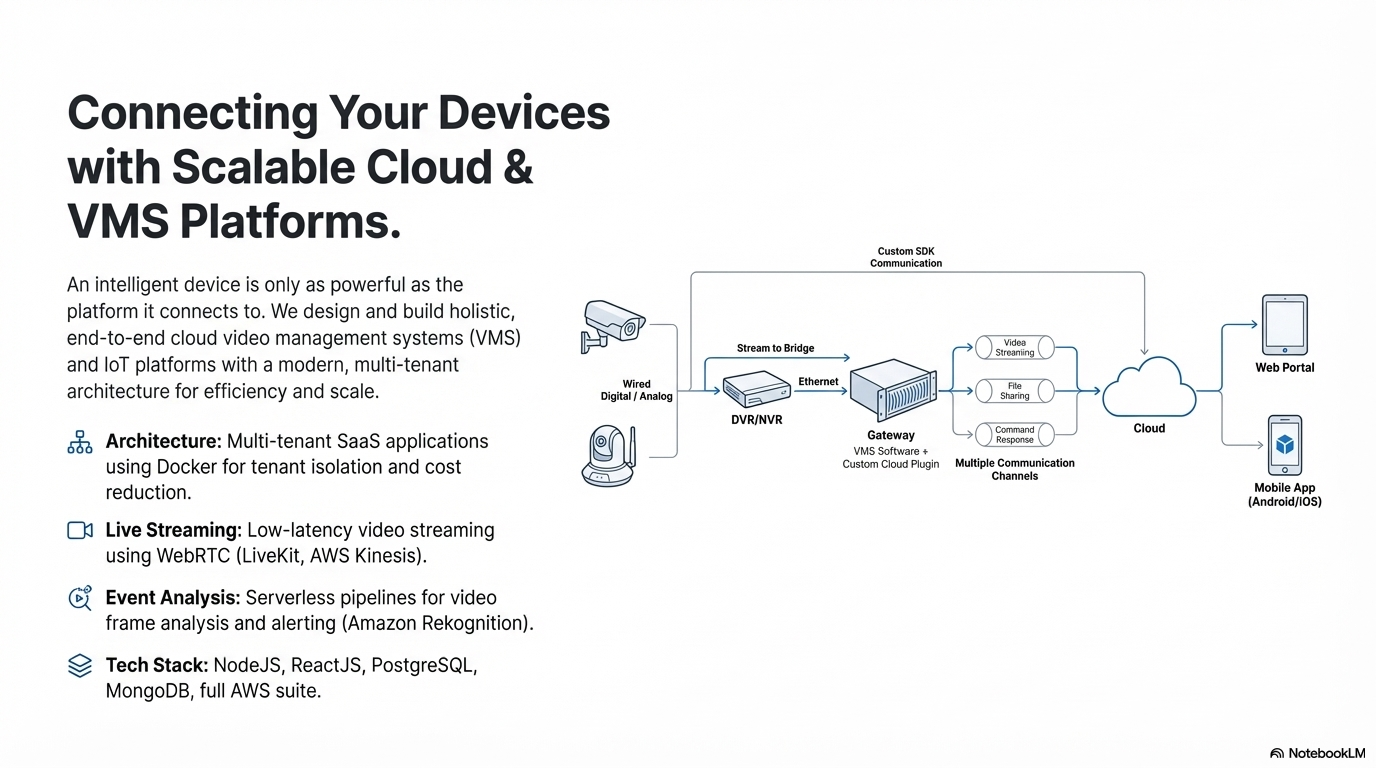 Connecting Your Devices
with Scalable Cloud &
VMS Platforms.
An intelligent device is only as powerful as the
platform it connects to. We design and build holistic,
end-to-end cloud video management systems (VMS)
and IoT platforms with a modern, multi-tenant
architecture for efficiency and scale.
Architecture: Multi-tenant SaaS applications
using Docker for tenant isolation and cost
reduction.
Live Streaming: Low-latency video streaming
using WebRTC (LiveKit, AWS Kinesis).
Event Analysis: Serverless pipelines for video
frame analysis and alerting (Amazon Rekognition).
Tech Stack: NodeJS, ReactJS, PostgreSQL,
MongoDB, full AWS suite.
Custom SDK
Communication
Wired
Digital / Analog
Stream to Bridge
DVR/NVR
Ethernet
Gateway
VMS Software +
Custom Cloud Plugin
Videa
Streaniing
Fite
Sharing
Command
Response
Multiple Communication
Channels
Cloud
Web Portal
Mobile App
(Android/iOS)
NotebookLM